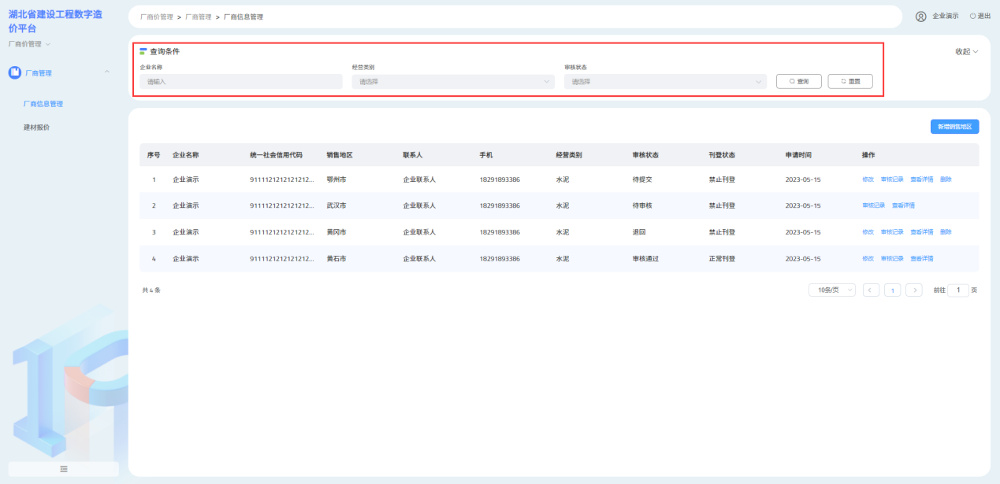 湖北省建设工程数字造
价平台
厂商价管理
厂商管理
厂商信息管理
建材报价
厂商价管理 > 厂商管理 > 厂商信息管理
企业演示 退出
查询条件 收起
企业名称 经营类别 审核状态
请输入 请选择 请选择 查询 重置
新增销售地区
序号 企业名称 统一社会信用代码 销售地区 联系人 手机 经营类别 审核状态 刊登状态 申请时间 操作
1 企业演示 9111121212121212... 鄂州市 企业联系人 18291893386 水泥 待提交 禁止刊登 2023-05-15 修改 审核记录 查看详情 删除
2 企业演示 9111121212121212... 武汉市 企业联系人 18291893386 水泥 待审核 禁止刊登 2023-05-15 审核记录 查看详情
3 企业演示 9111121212121212... 黄冈市 企业联系人 18291893386 水泥 退回 禁止刊登 2023-05-15 修改 审核记录 查看详情 删除
4 企业演示 9111121212121212... 黄石市 企业联系人 18291893386 水泥 审核通过 正常刊登 2023-05-15 修改 审核记录 查看详情
共 4 条 10条/页 < 1 > 前往 1 页